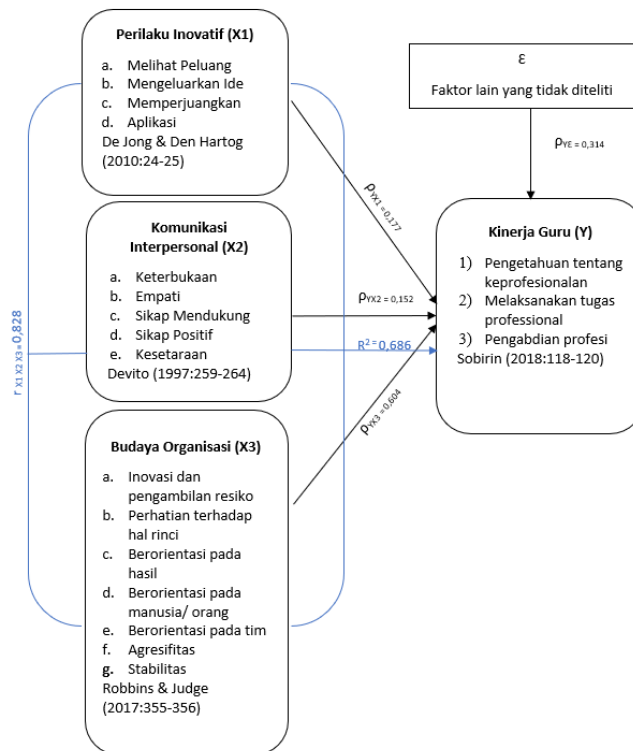 Perilaku Inovatif (X1)
a. Melihat Peluang
b. Mengeluarkan Ide
c. Memperjuangkan
d. Aplikasi
De Jong & Den Hartog
(2010:24-25)
ε
Faktor lain yang tidak diteliti
ρYε = 0,314
ρYX1 = 0,177
Komunikasi
Interpersonal (X2)
a. Keterbukaan
b. Empati
c. Sikap Mendukung
d. Sikap Positif
e. Kesetaraan
Devito (1997:259-264)
ρYX2 = 0,152
R² = 0,686
r X1 X2 X3 = 0,828
Kinerja Guru (Y)
1) Pengetahuan tentang
keprofesionalan
2) Melaksanakan tugas
professional
3) Pengabdian profesi
Sobirin (2018:118-120)
ρYX3 = 0,604
Budaya Organisasi (X3)
a. Inovasi dan
pengambilan resiko
b. Perhatian terhadap
hal rinci
c. Berorientasi pada
hasil
d. Berorientasi pada
manusia/ orang
e. Berorientasi pada tim
f. Agresifitas
g. Stabilitas
Robbins & Judge
(2017:355-356)